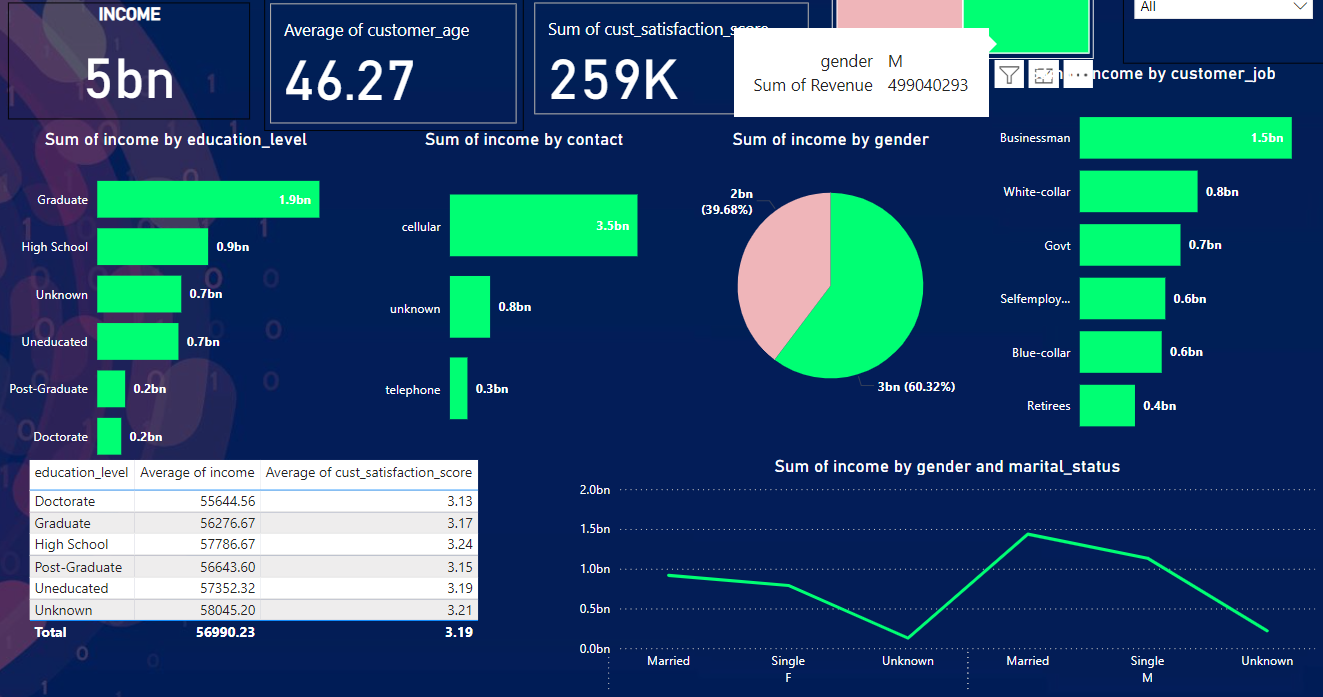 INCOME
5bn
Average of customer_age
46.27
Sum of cust_satisfaction_score
259K
gender M
Sum of Revenue 499040293
All
income by customer_job
Businessman 1.5bn
White-collar 0.8bn
Govt 0.7bn
Selfemploy... 0.6bn
Blue-collar 0.6bn
Retirees 0.4bn
Sum of income by education_level
Graduate 1.9bn
High School 0.9bn
Unknown 0.7bn
Uneducated 0.7bn
Post-Graduate 0.2bn
Doctorate 0.2bn
Sum of income by contact
cellular 3.5bn
unknown 0.8bn
telephone 0.3bn
Sum of income by gender
2bn
(39.68%)
3bn (60.32%)
education_level Average of income Average of cust_satisfaction_score
Doctorate 55644.56 3.13
Graduate 56276.67 3.17
High School 57786.67 3.24
Post-Graduate 56643.60 3.15
Uneducated 57352.32 3.19
Unknown 58045.20 3.21
Total 56990.23 3.19
Sum of income by gender and marital_status
2.0bn
1.5bn
1.0bn
0.5bn
0.0bn
Married Single Unknown Married Single Unknown
F M